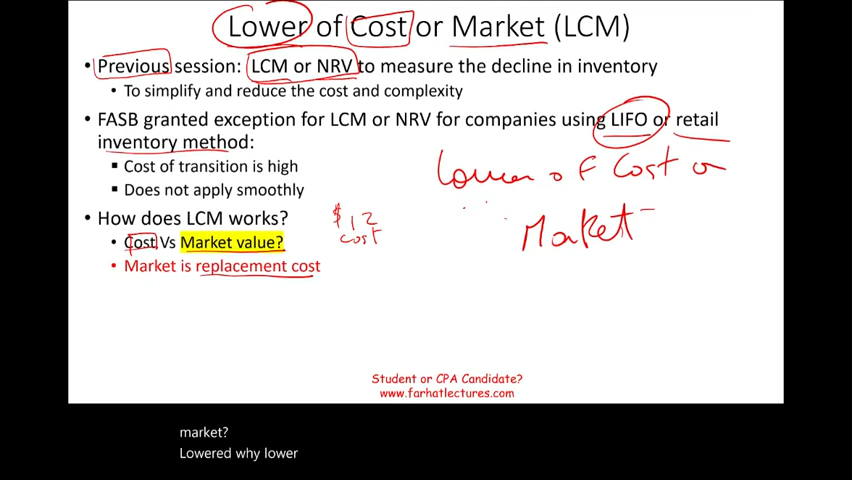 Lower of Cost or Market (LCM)
• Previous session: LCM or NRV to measure the decline in inventory
• To simplify and reduce the cost and complexity
• FASB granted exception for LCM or NRV for companies using LIFO or retail
inventory method:
▪ Cost of transition is high
▪ Does not apply smoothly
Lower of Cost or
Market
• How does LCM works?
$12
cost
• Cost Vs Market value?
• Market is replacement cost
Student or CPA Candidate?
www.farhatlectures.com
market?
Lowered why lower